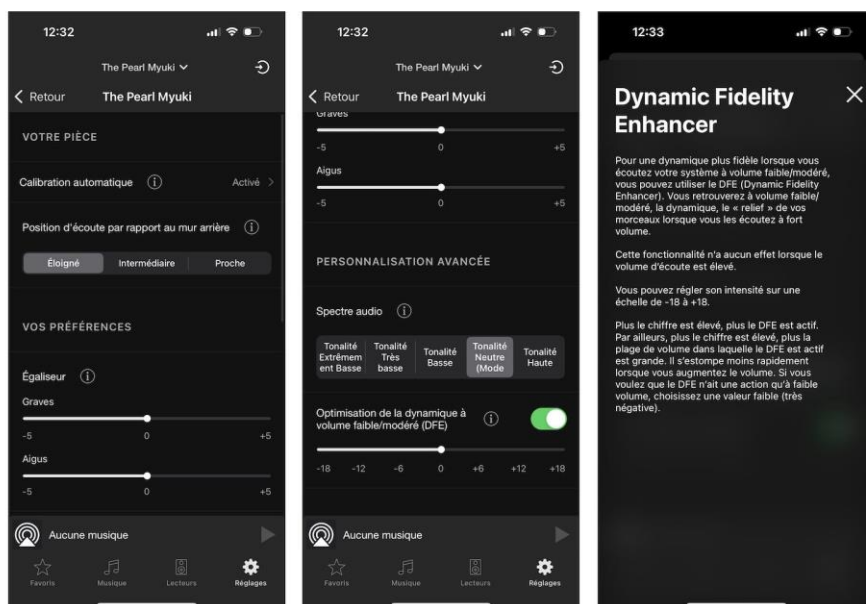 12:32
The Pearl Myuki
Retour
The Pearl Myuki
VOTRE PIÈCE
Calibration automatique
Activé
Position d'écoute par rapport au mur arrière
Éloigné
Intermédiaire
Proche
VOS PRÉFÉRENCES
Égaliseur
Graves
-5
0
+5
Aigus
-5
0
+5
Aucune musique
Favoris
Musique
Lecteurs
Réglages
12:32
The Pearl Myuki
Retour
The Pearl Myuki
Graves
-5
0
+5
Aigus
-5
0
+5
PERSONNALISATION AVANCÉE
Spectre audio
Tonalité
Extrêmem
ent Basse
Tonalité
Très
basse
Tonalité
Basse
Tonalité
Neutre
(Mode
Tonalité
Haute
Optimisation de la dynamique à
volume faible/modéré (DFE)
-18
-12
-6
0
+6
+12
+18
Aucune musique
Favoris
Musique
Lecteurs
Réglages
12:33
Dynamic Fidelity
Enhancer
Pour une dynamique plus fidèle lorsque vous
écoutez votre système à volume faible/modéré,
vous pouvez utiliser le DFE (Dynamic Fidelity
Enhancer). Vous retrouverez à volume faible/
modéré, la dynamique, le « relief » de vos
morceaux lorsque vous les écoutez à fort
volume.
Cette fonctionnalité n'a aucun effet lorsque le
volume d'écoute est élevé.
Vous pouvez régler son intensité sur une
échelle de -18 à +18.
Plus le chiffre est élevé, plus le DFE est actif.
Par ailleurs, plus le chiffre est élevé, plus la
plage de volume dans laquelle le DFE est actif
est grande. Il s'estompe moins rapidement
lorsque vous augmentez le volume. Si vous
voulez que le DFE n'ait une action qu'à faible
volume, choisissez une valeur faible (très
négative).